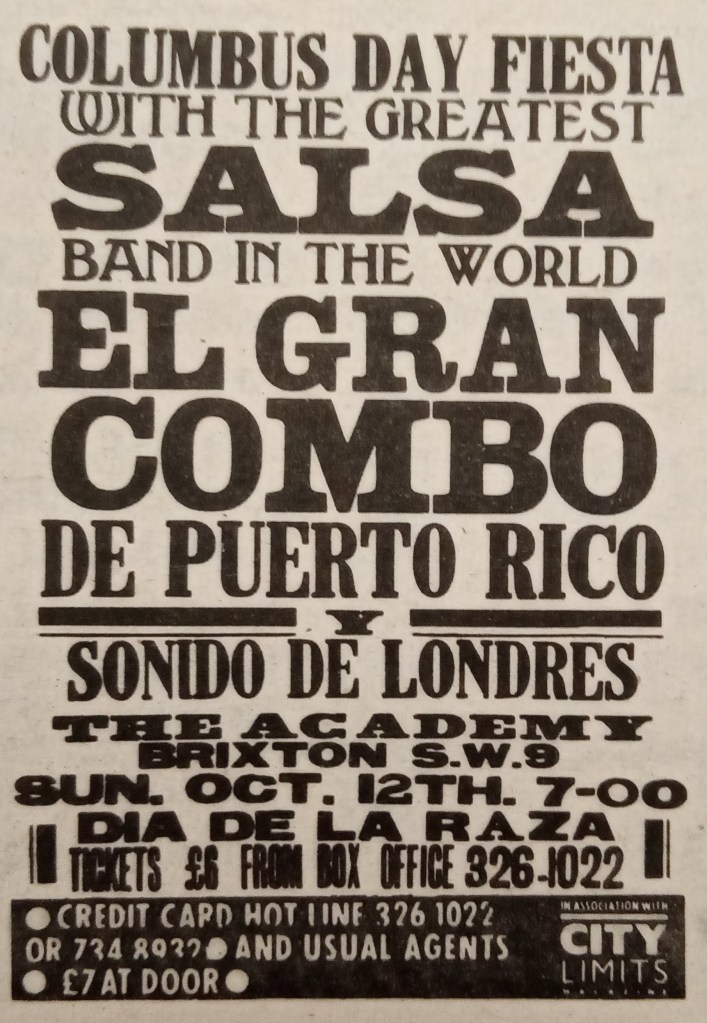 COLUMBUS DAY FIESTA
WITH THE GREATEST
SALSA
BAND IN THE WORLD
EL GRAN
COMBO
DE PUERTO RICO
Y
SONIDO DE LONDRES
THE ACADEMY
BRIXTON S.W.9
SUN. OCT. 12TH. 7-00
DIA DE LA RAZA
TICKETS £6 FROM BOX OFFICE 326-1022
● CREDIT CARD HOT LINE 326 1022
OR 734 8932 ● AND USUAL AGENTS
● £7 AT DOOR ●
IN ASSOCIATION WITH
CITY
LIMITS
MAGAZINE